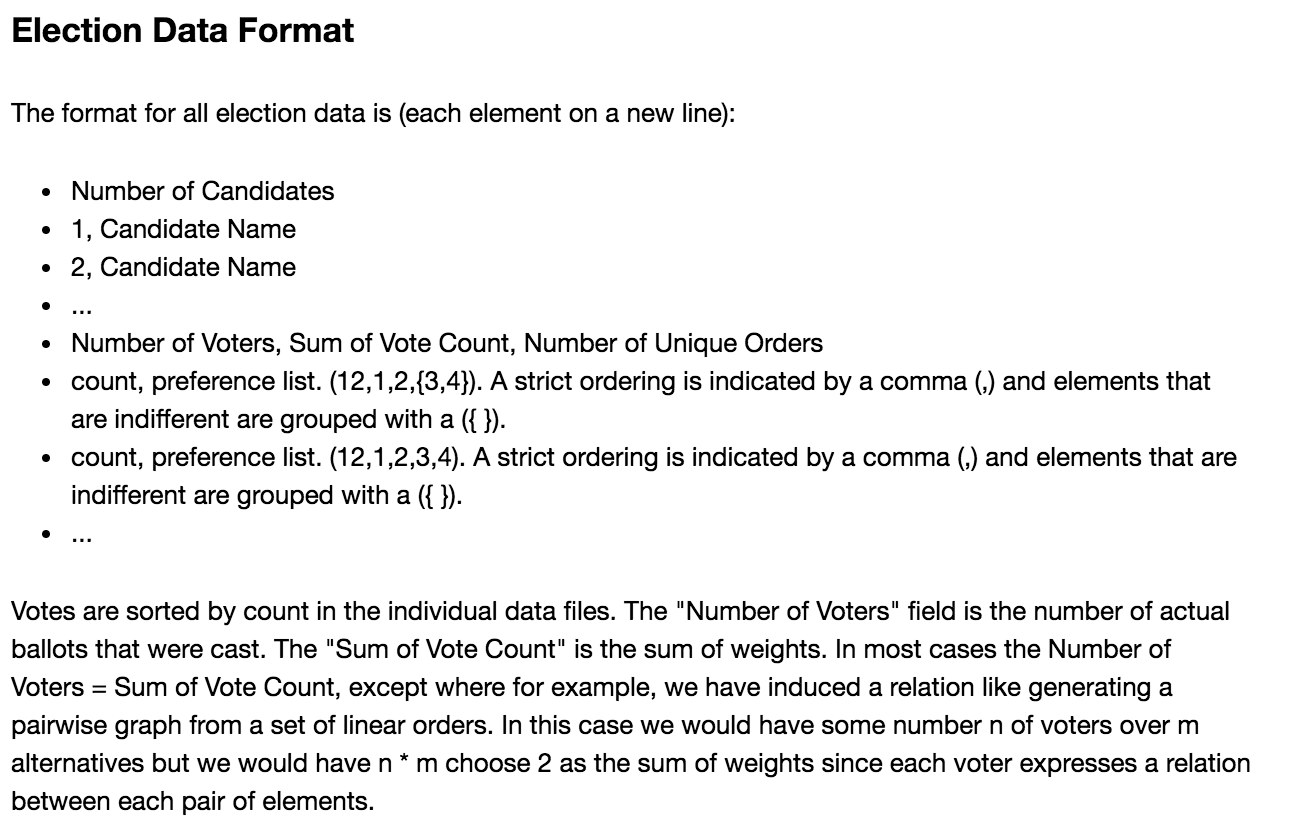 Election Data Format
The format for all election data is (each element on a new line):
• Number of Candidates
• 1, Candidate Name
• 2, Candidate Name
• ...
• Number of Voters, Sum of Vote Count, Number of Unique Orders
• count, preference list. (12,1,2,{3,4}). A strict ordering is indicated by a comma (,) and elements that
are indifferent are grouped with a ({ }).
• count, preference list. (12,1,2,3,4). A strict ordering is indicated by a comma (,) and elements that are
indifferent are grouped with a ({ }).
• ...
Votes are sorted by count in the individual data files. The "Number of Voters" field is the number of actual
ballots that were cast. The "Sum of Vote Count" is the sum of weights. In most cases the Number of
Voters = Sum of Vote Count, except where for example, we have induced a relation like generating a
pairwise graph from a set of linear orders. In this case we would have some number n of voters over m
alternatives but we would have n * m choose 2 as the sum of weights since each voter expresses a relation
between each pair of elements.